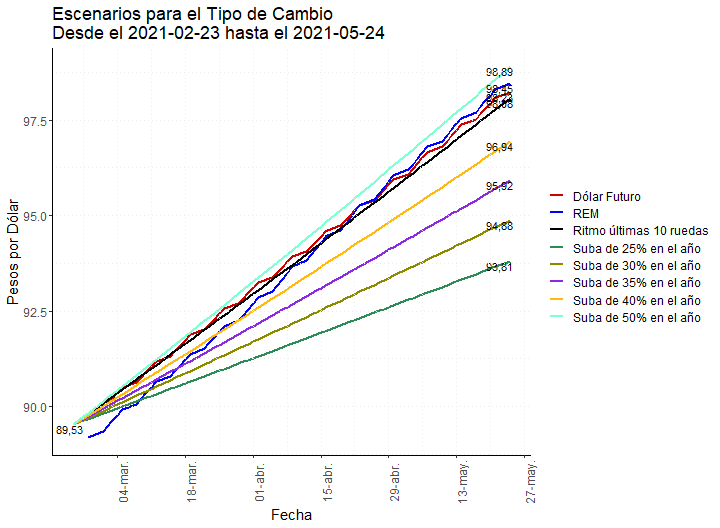 Escenarios para el Tipo de Cambio
Desde el 2021-02-23 hasta el 2021-05-24
Pesos por Dólar
97.5
95.0
92.5
90.0
89,53
98,89
98,45
96,94
95,92
94,88
93,81
04-mar.
18-mar.
01-abr.
15-abr.
29-abr.
13-may.
27-may.
Fecha
Dólar Futuro
REM
Ritmo últimas 10 ruedas
Suba de 25% en el año
Suba de 30% en el año
Suba de 35% en el año
Suba de 40% en el año
Suba de 50% en el año